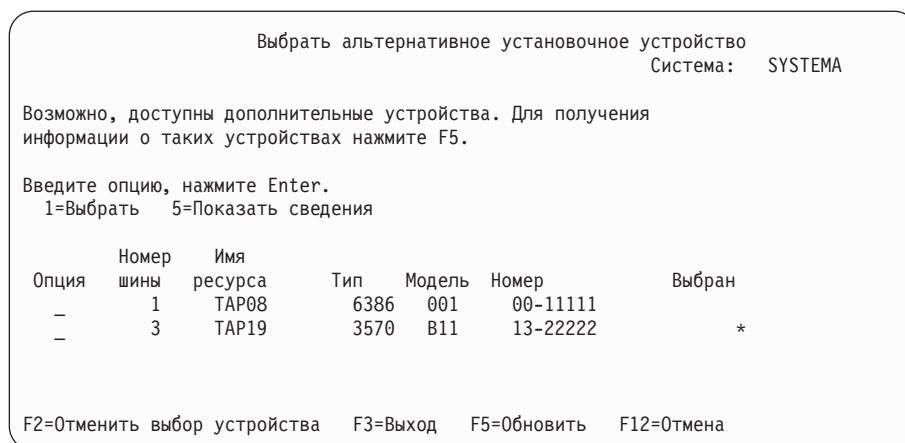 Выбрать альтернативное установочное устройство
Система: SYSTEMA
Возможно, доступны дополнительные устройства. Для получения
информации о таких устройствах нажмите F5.
Введите опцию, нажмите Enter.
1=Выбрать 5=Показать сведения
Номер Имя
Опция шины ресурса Тип Модель Номер Выбран
_ 1 TAP08 6386 001 00-11111
_ 3 TAP19 3570 B11 13-22222 *
F2=Отменить выбор устройства F3=Выход F5=Обновить F12=Отмена